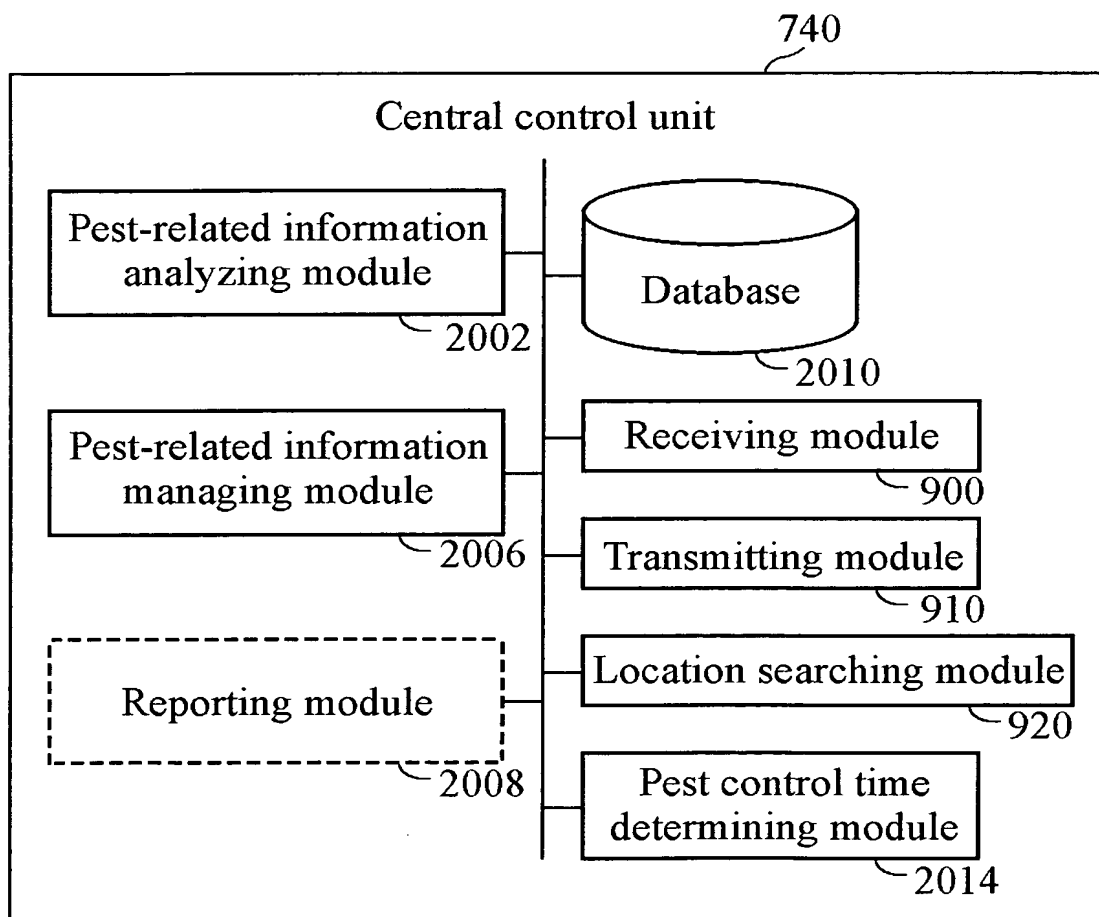 740
Central control unit
Pest-related information
analyzing module
2002
Database
2010
Pest-related information
managing module
2006
Receiving module
900
Transmitting module
910
Reporting module
2008
Location searching module
920
Pest control time
determining module
2014